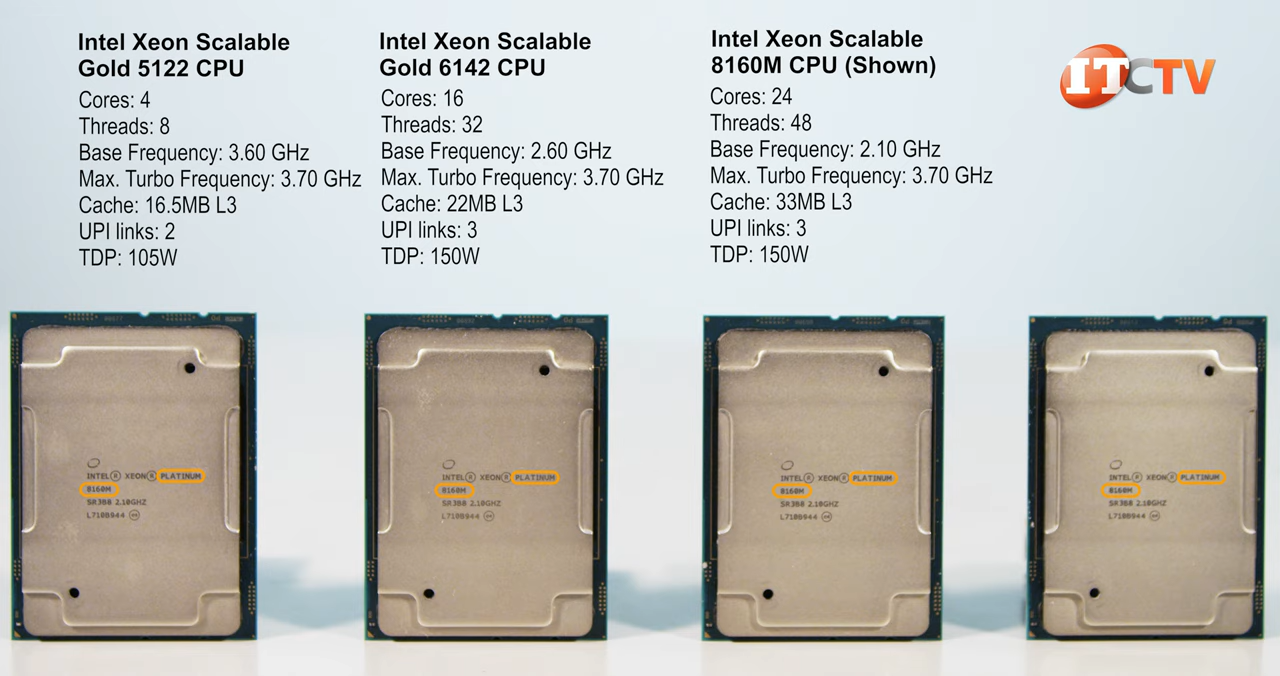 Intel Xeon Scalable
Gold 5122 CPU
Cores: 4
Threads: 8
Base Frequency: 3.60 GHz
Max. Turbo Frequency: 3.70 GHz
Cache: 16.5MB L3
UPI links: 2
TDP: 105W
Intel Xeon Scalable
Gold 6142 CPU
Cores: 16
Threads: 32
Base Frequency: 2.60 GHz
Max. Turbo Frequency: 3.70 GHz
Cache: 22MB L3
UPI links: 3
TDP: 150W
Intel Xeon Scalable
8160M CPU (Shown)
Cores: 24
Threads: 48
Base Frequency: 2.10 GHz
Max. Turbo Frequency: 3.70 GHz
Cache: 33MB L3
UPI links: 3
TDP: 150W
ITCTV
INTEL® XEON® PLATINUM
8160M
SR3B8 2.10GHZ
L710B944
INTEL® XEON® PLATINUM
8160M
SR3B8 2.10GHZ
L710B944
INTEL® XEON® PLATINUM
8160M
SR3B8 2.10GHZ
L710B944
INTEL® XEON® PLATINUM
8160M
SR3B8 2.10GHZ
L710B944